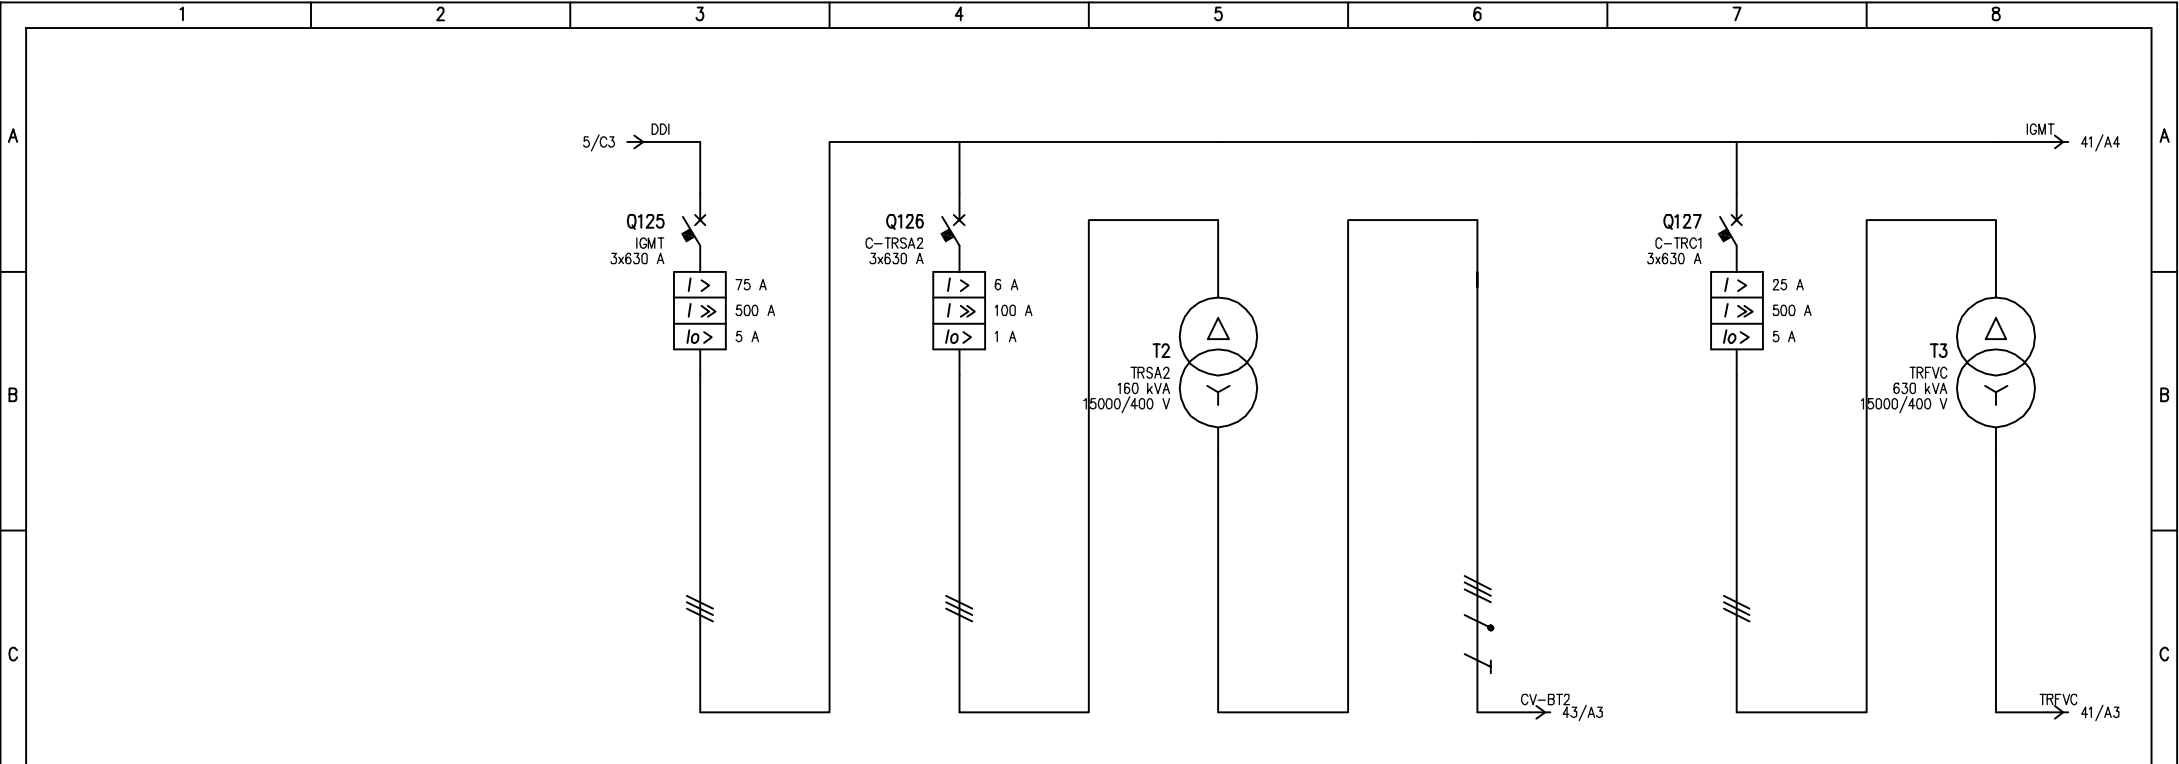 1 2 3 4 5 6 7 8
A
A
5/C3
DDI
IGMT
41/A4
Q125
IGMT
3x630 A
I > 75 A
I >> 500 A
Io> 5 A
Q126
C-TRSA2
3x630 A
I > 6 A
I >> 100 A
Io> 1 A
T2
TRSA2
160 kVA
15000/400 V
Q127
C-TRC1
3x630 A
I > 25 A
I >> 500 A
Io> 5 A
T3
TRFVC
630 kVA
15000/400 V
B
B
C
C
CV-BT2
43/A3
TRFVC
41/A3